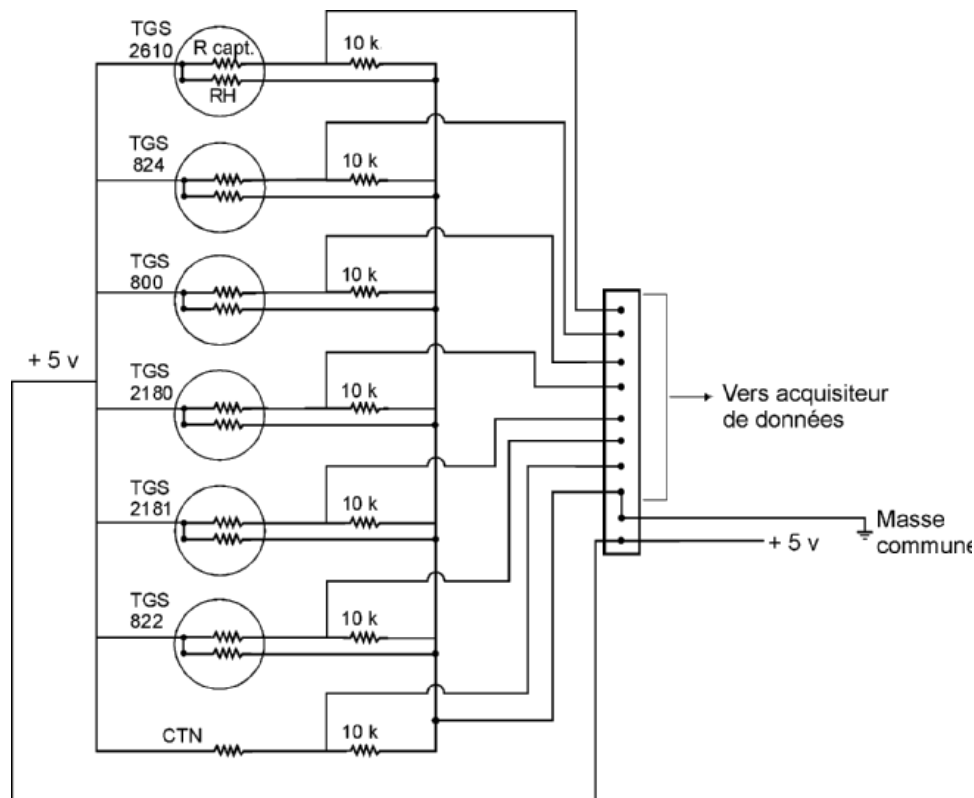 TGS
2610
R capt.
RH
10 k
TGS
824
10 k
TGS
800
10 k
+ 5 v
TGS
2180
10 k
Vers acquisiteur
de données
TGS
2181
10 k
Masse
commune
+ 5 v
TGS
822
10 k
CTN
10 k